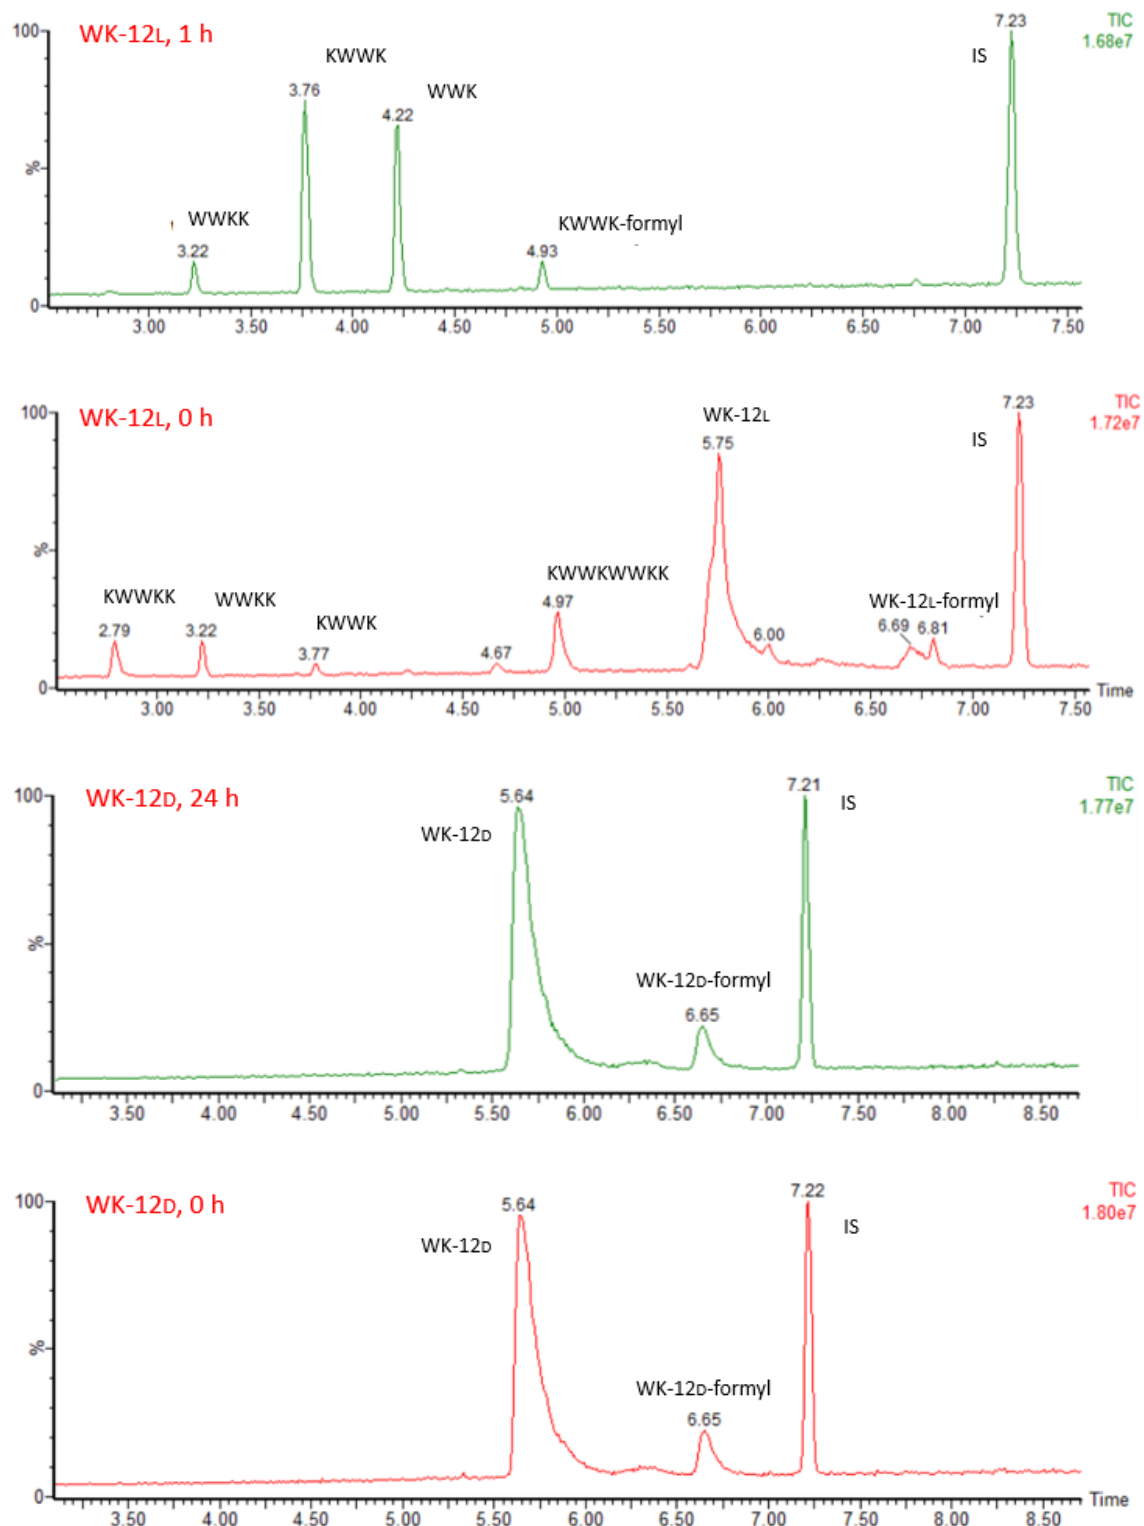 WK-12L, 1 h
7.23
TIC
1.68e7
100
%
0
KWWK
3.76
WWK
4.22
IS
WWKK
3.22
KWWK-formyl
4.93
3.00 3.50 4.00 4.50 5.00 5.50 6.00 6.50 7.00 7.50
WK-12L, 0 h
7.23
TIC
1.72e7
100
%
0
WK-12L
5.75
IS
KWWKK
2.79
WWKK
3.22
KWWK
3.77
4.67
KWWKWWKK
4.97
6.00
WK-12L-formyl
6.69 6.81
Time
3.00 3.50 4.00 4.50 5.00 5.50 6.00 6.50 7.00 7.50
WK-12D, 24 h
5.64
7.21
TIC
1.77e7
100
%
0
WK-12D
IS
WK-12D-formyl
6.65
3.50 4.00 4.50 5.00 5.50 6.00 6.50 7.00 7.50 8.00 8.50
WK-12D, 0 h
5.64
7.22
TIC
1.80e7
100
%
0
WK-12D
IS
WK-12D-formyl
6.65
Time
3.50 4.00 4.50 5.00 5.50 6.00 6.50 7.00 7.50 8.00 8.50